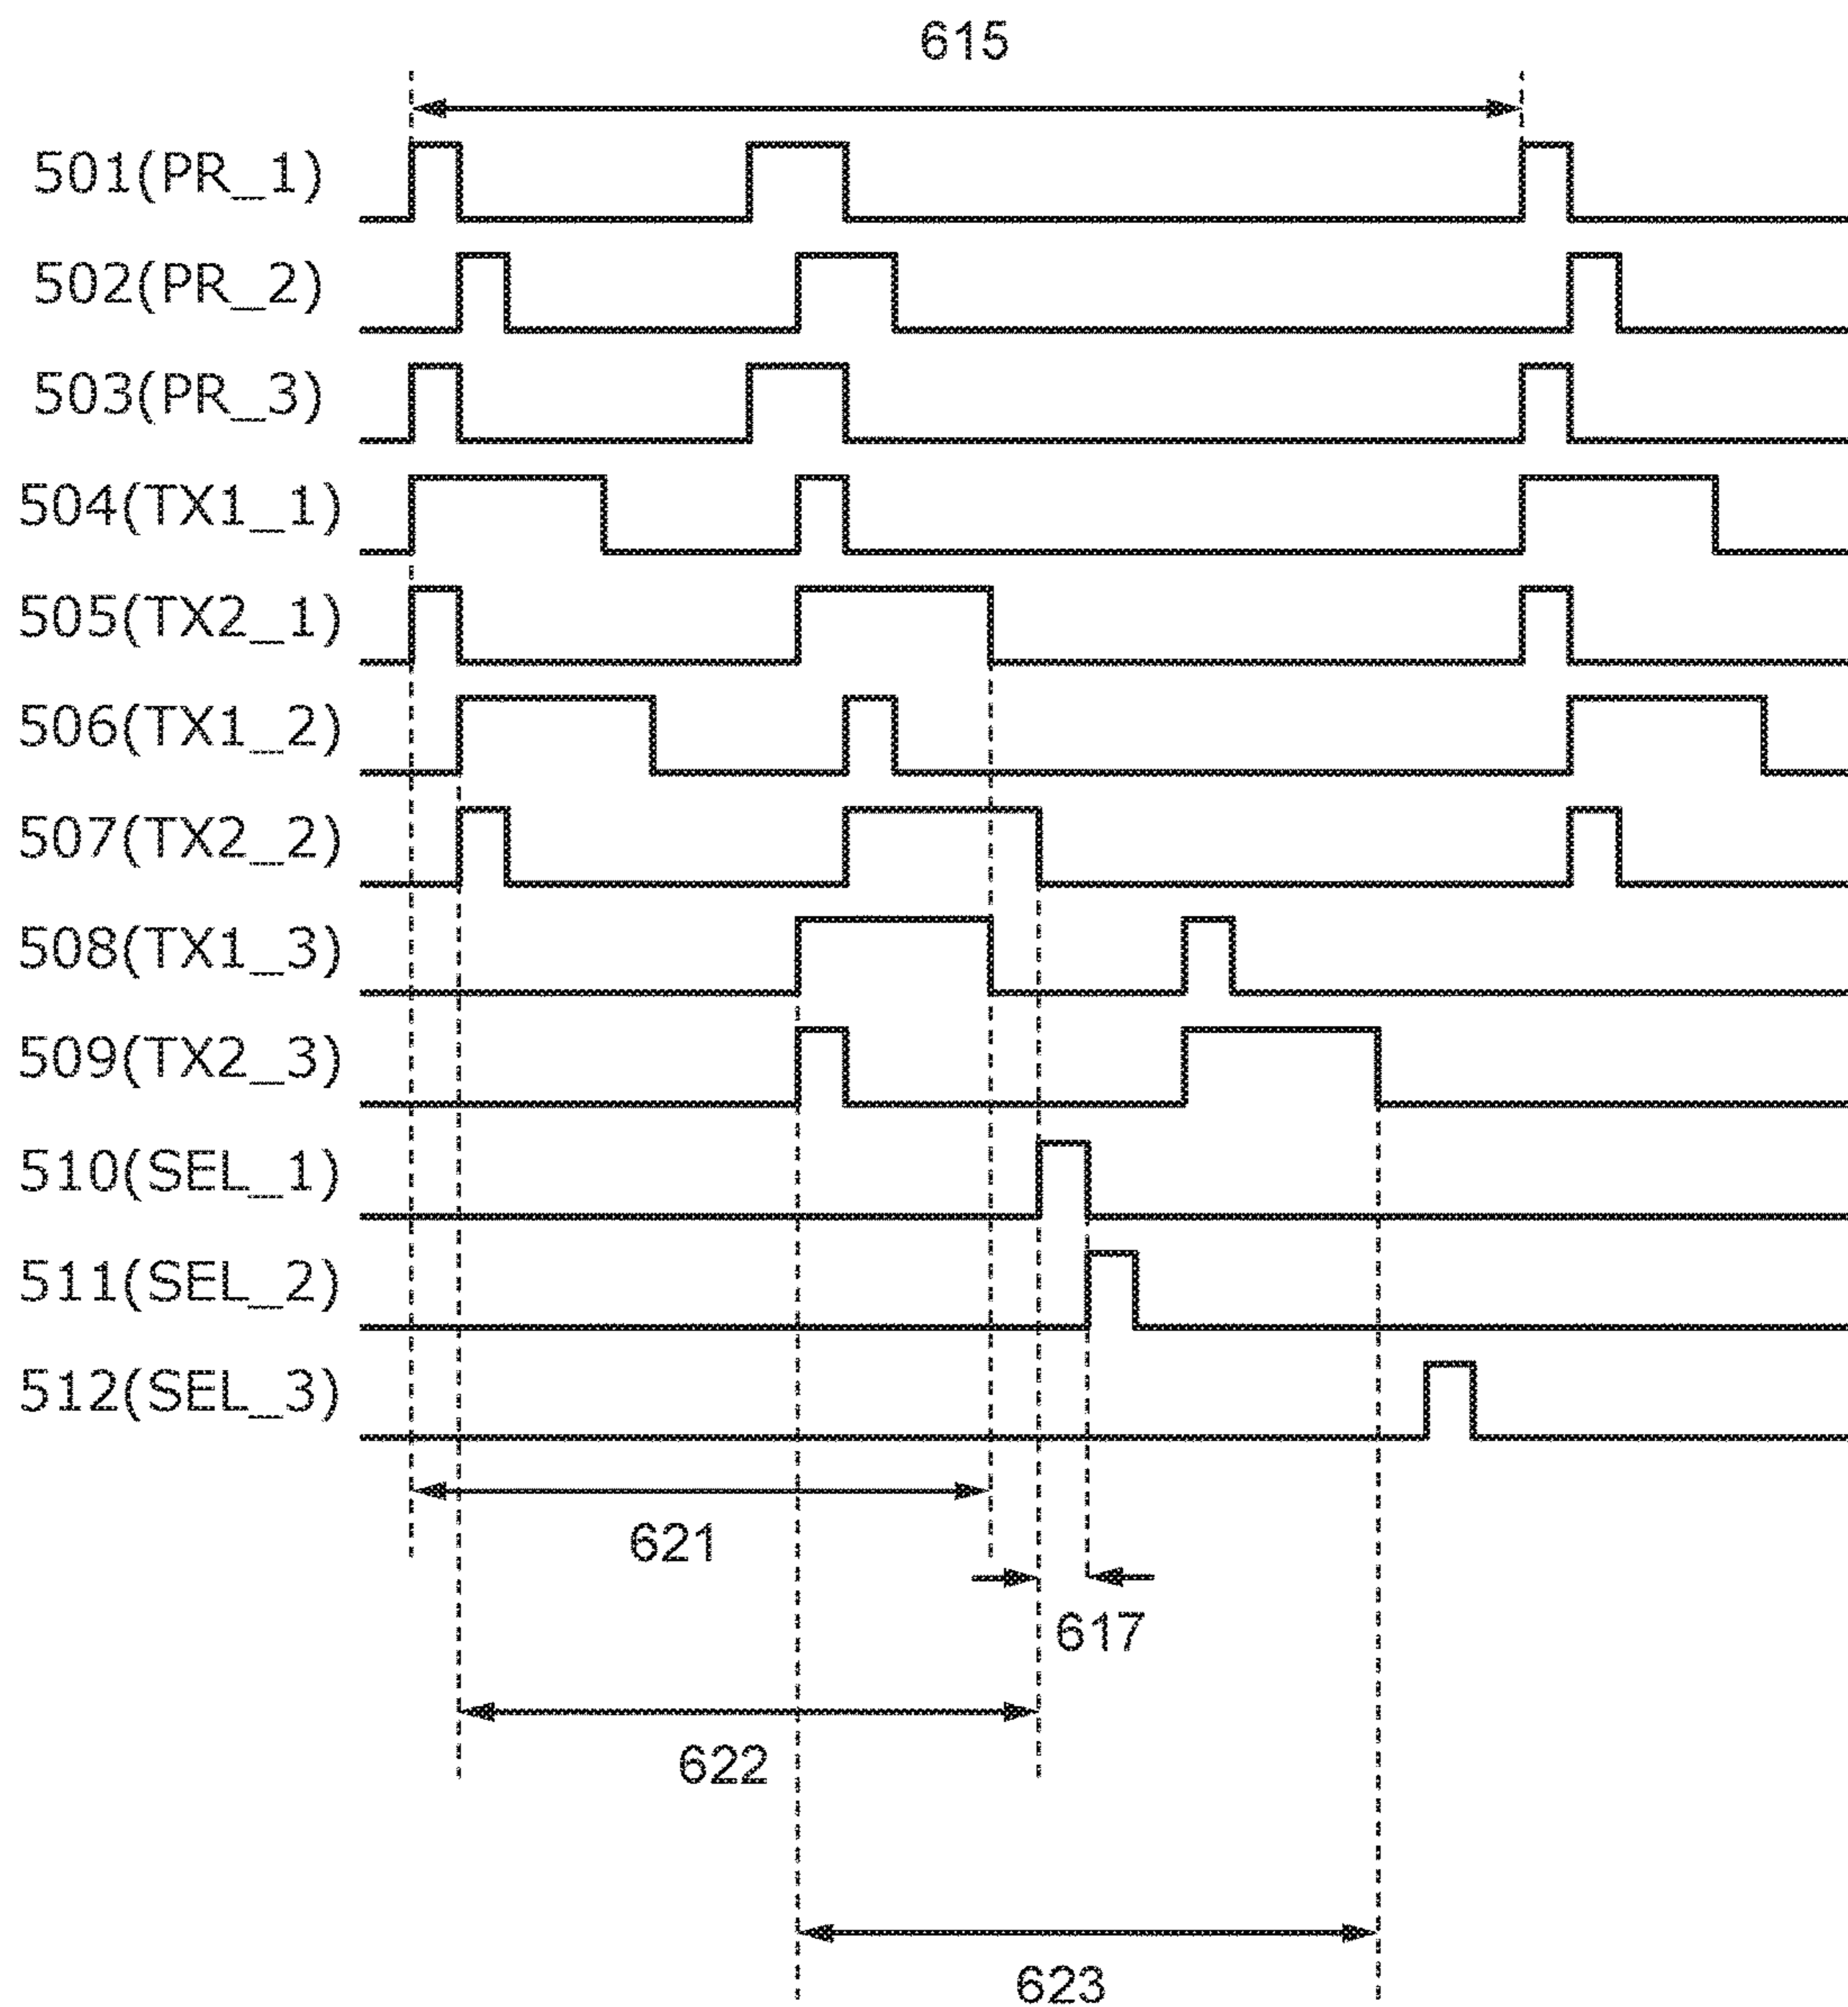 615
501(PR_1)
502(PR_2)
503(PR_3)
504(TX1_1)
505(TX2_1)
506(TX1_2)
507(TX2_2)
508(TX1_3)
509(TX2_3)
510(SEL_1)
511(SEL_2)
512(SEL_3)
621
617
622
623